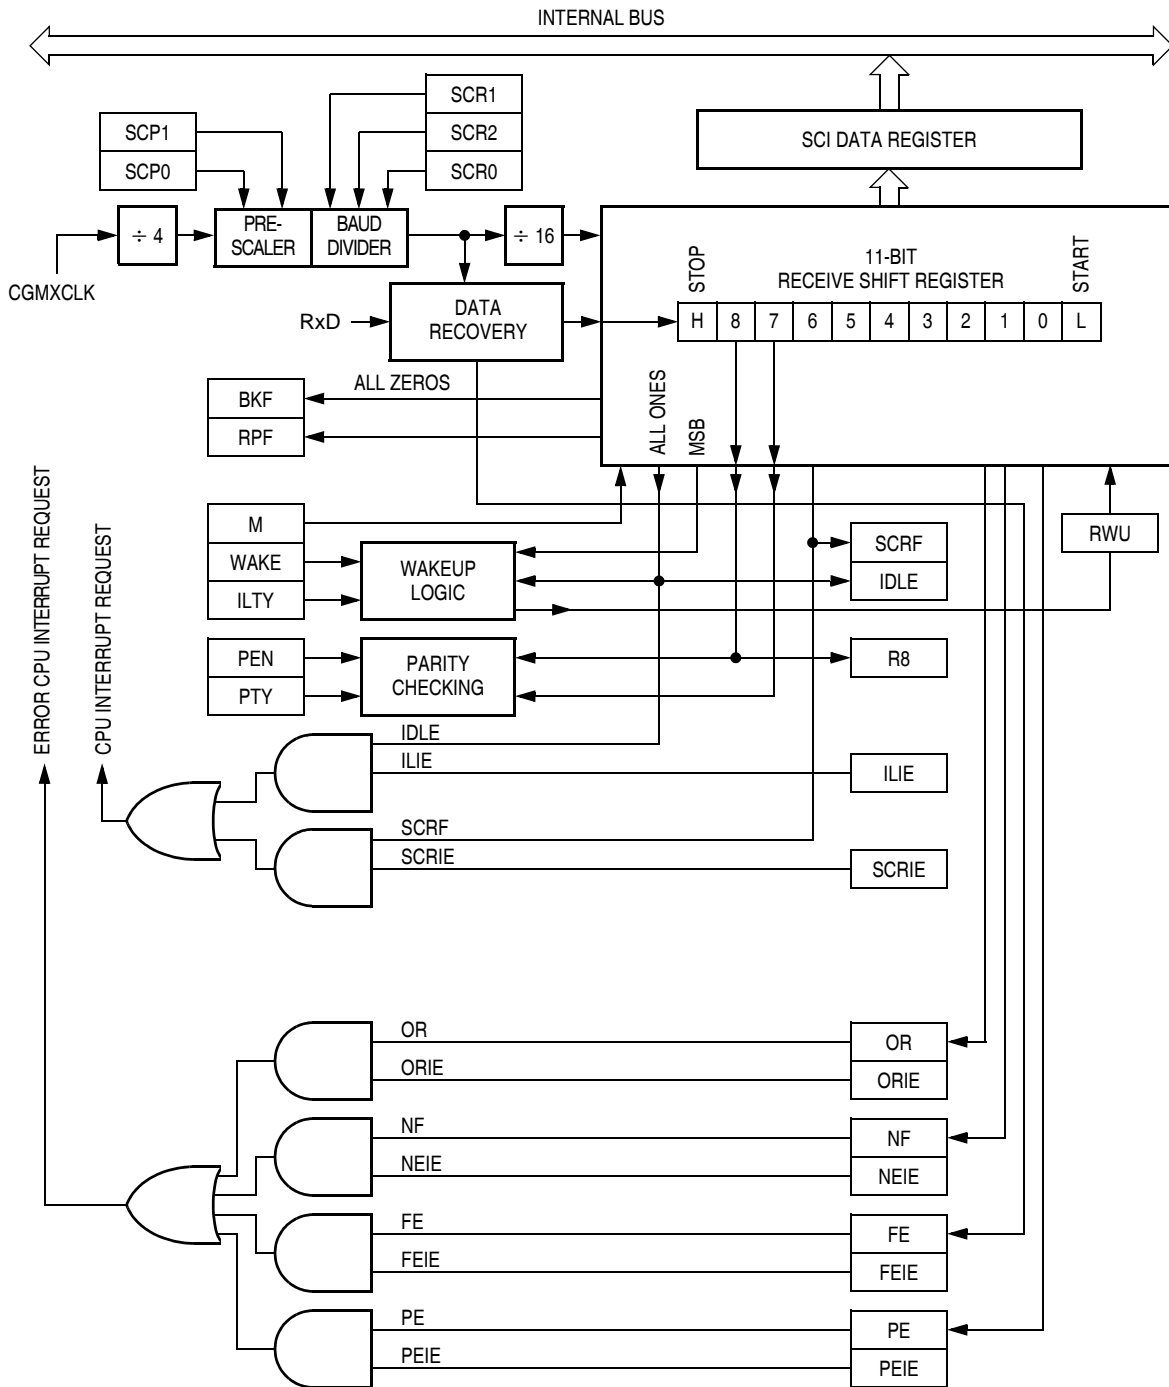 INTERNAL BUS
SCR1
SCR2
SCR0
SCP1
SCP0
SCI DATA REGISTER
÷ 4
PRE-
SCALER
BAUD
DIVIDER
÷ 16
CGMXCLK
STOP
11-BIT
RECEIVE SHIFT REGISTER
START
H 8 7 6 5 4 3 2 1 0 L
RxD
DATA
RECOVERY
ALL ZEROS
BKF
RPF
ALL ONES
MSB
M
WAKE
ILTY
WAKEUP
LOGIC
SCRF
IDLE
RWU
PEN
PTY
PARITY
CHECKING
R8
ERROR CPU INTERRUPT REQUEST
CPU INTERRUPT REQUEST
IDLE
ILIE
ILIE
SCRF
SCRIE
SCRIE
OR
OR
ORIE
ORIE
NF
NF
NEIE
NEIE
FE
FE
FEIE
FEIE
PE
PE
PEIE
PEIE